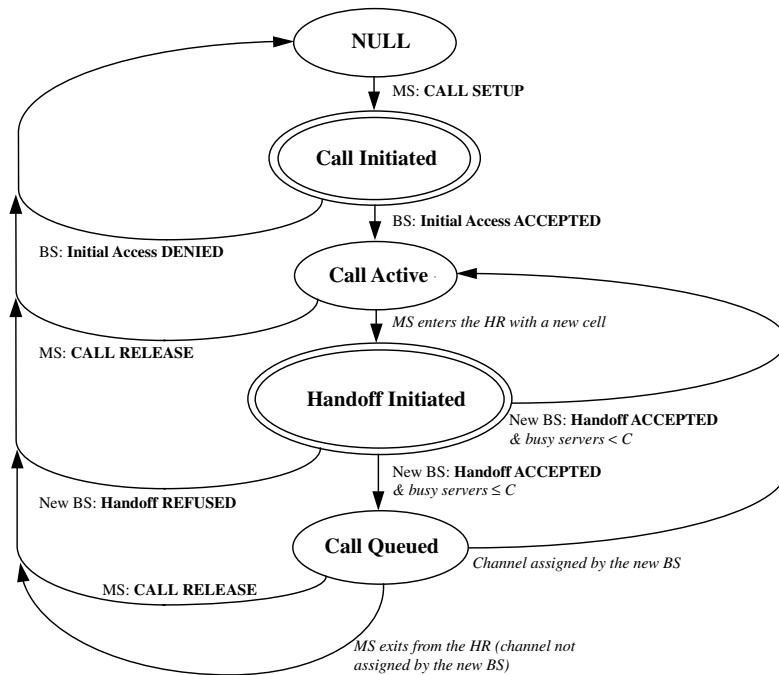 NULL
MS: CALL SETUP
Call Initiated
BS: Initial Access ACCEPTED
BS: Initial Access DENIED
Call Active
MS enters the HR with a new cell
MS: CALL RELEASE
Handoff Initiated
New BS: Handoff ACCEPTED
& busy servers < C
New BS: Handoff ACCEPTED
& busy servers ≤ C
New BS: Handoff REFUSED
Call Queued
Channel assigned by the new BS
MS: CALL RELEASE
MS exits from the HR (channel not
assigned by the new BS)